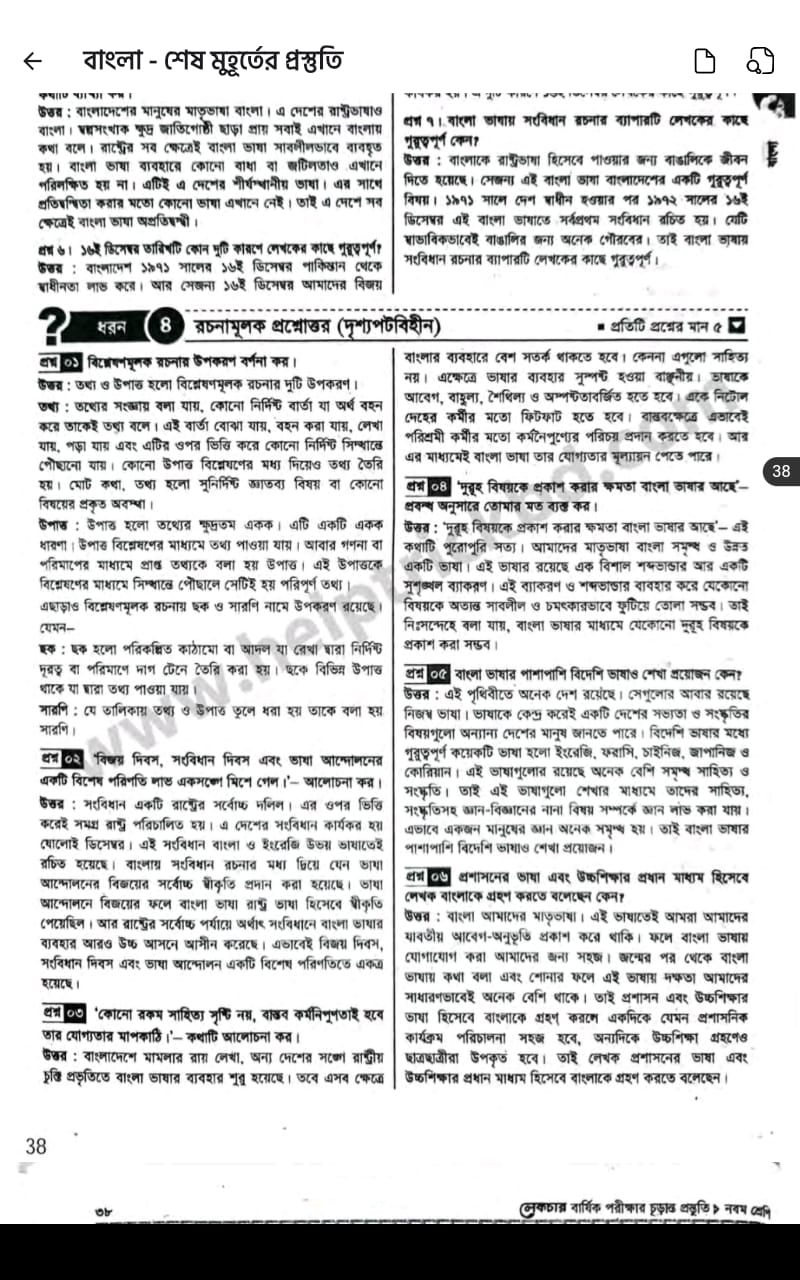 বাংলা - শেষ মুহূর্তের প্রস্তুতি
উত্তর : বাংলাদেশের মানুষের মাতৃভাষা বাংলা। এ দেশের রাষ্ট্রভাষাও
বাংলা। স্বল্পসংখ্যক ক্ষুদ্র জাতিগোষ্ঠী ছাড়া প্রায় সবাই এখানে বাংলায়
কথা বলে। রাষ্ট্রের সব ক্ষেত্রেই বাংলা ভাষা সাবলীলভাবে ব্যবহৃত
হয়। বাংলা ভাষা ব্যবহারে কোনো বাধা বা জটিলতাও এখানে
পরিলক্ষিত হয় না। এটিই এ দেশের শীর্ষস্থানীয় ভাষা। এর সাথে
প্রতিদ্বন্দ্বিতা করার মতো কোনো ভাষা এখানে নেই। তাই এ দেশে সব
ক্ষেত্রেই বাংলা ভাষা অপ্রতিদ্বন্দ্বী।
প্রশ্ন ৬। ১৬ই ডিসেম্বর তারিখটি কোন দুটি কারণে লেখকের কাছে গুরুত্বপূর্ণ?
উত্তর : বাংলাদেশ ১৯৭১ সালের ১৬ই ডিসেম্বর পাকিস্তান থেকে
স্বাধীনতা লাভ করে। আর সেজন্য ১৬ই ডিসেম্বর আমাদের বিজয়
প্রশ্ন ৭। বাংলা ভাষায় সংবিধান রচনার ব্যাপারটি লেখকের কাছে
গুরুত্বপূর্ণ কেন?
উত্তর : বাংলাকে রাষ্ট্রভাষা হিসেবে পাওয়ার জন্য বাঙালিকে জীবন
দিতে হয়েছে। সেজন্য এই বাংলা ভাষা বাংলাদেশের একটি গুরুত্বপূর্ণ
বিষয়। ১৯৭১ সালে দেশ স্বাধীন হওয়ার পর ১৯৭২ সালের ১৬ই
ডিসেম্বর এই বাংলা ভাষাতে সর্বপ্রথম সংবিধান রচিত হয়। যেটি
স্বাভাবিকভাবেই বাঙালির জন্য অনেক গৌরবের। তাই বাংলা ভাষায়
সংবিধান রচনার ব্যাপারটি লেখকের কাছে গুরুত্বপূর্ণ।
বাংলা
? ধরন 4 রচনামূলক প্রশ্নোত্তর (দৃশ্যপটবিহীন) ▪ প্রতিটি প্রশ্নের মান ৫
প্রশ্ন ০১ বিশ্লেষণমূলক রচনার উপকরণ বর্ণনা কর।
উত্তর : তথ্য ও উপাত্ত হলো বিশ্লেষণমূলক রচনার দুটি উপকরণ।
তথ্য : তথ্যের সংজ্ঞায় বলা যায়, কোনো নির্দিষ্ট বার্তা যা অর্থ বহন
করে তাকেই তথ্য বলে। এই বার্তা বোঝা যায়, বহন করা যায়, লেখা
যায়, পড়া যায় এবং এটির ওপর ভিত্তি করে কোনো নির্দিষ্ট সিদ্ধান্তে
পৌছানো যায়। কোনো উপাত্ত বিশ্লেষণের মধ্য দিয়েও তথ্য তৈরি
হয়। মোট কথা, তথ্য হলো সুনির্দিষ্ট জ্ঞাতব্য বিষয় বা কোনো
বিষয়ের প্রকৃত অবস্থা।
উপাত্ত : উপাত্ত হলো তথ্যের ক্ষুদ্রতম একক। এটি একটি একক
ধারণা। উপাত্ত বিশ্লেষণের মাধ্যমে তথ্য পাওয়া যায়। আবার গণনা বা
পরিমাপের মাধ্যমে প্রাপ্ত তথ্যকে বলা হয় উপাত্ত। এই উপাত্তকে
বিশ্লেষণের মাধ্যমে সিদ্ধান্তে পৌছালে সেটিই হয় পরিপূর্ণ তথ্য।
এছাড়াও বিশ্লেষণমূলক রচনায় ছক ও সারণি নামে উপকরণ রয়েছে।
যেমন–
ছক : ছক হলো পরিকল্পিত কাঠামো বা আদল যা রেখা দ্বারা নির্দিষ্ট
দূরত্ব বা পরিমাণে দাগ টেনে তৈরি করা হয়। ছকে বিভিন্ন উপাত্ত
থাকে যা দ্বারা তথ্য পাওয়া যায়।
সারণি : যে তালিকায় তথ্য ও উপাত্ত তুলে ধরা হয় তাকে বলা হয়
সারণি।
প্রশ্ন ০২ 'বিজয় দিবস, সংবিধান দিবস এবং ভাষা আন্দোলনের
একটি বিশেষ পরিণতি লাভ একসঙ্গে মিশে গেল।'– আলোচনা কর।
উত্তর : সংবিধান একটি রাষ্ট্রের সর্বোচ্চ দলিল। এর ওপর ভিত্তি
করেই সমগ্র রাষ্ট্র পরিচালিত হয়। এ দেশের সংবিধান কার্যকর হয়
ষোলোই ডিসেম্বর। এই সংবিধান বাংলা ও ইংরেজি উভয় ভাষাতেই
রচিত হয়েছে। বাংলায় সংবিধান রচনার মধ্য দিয়ে যেন ভাষা
আন্দোলনের বিজয়ের সর্বোচ্চ স্বীকৃতি প্রদান করা হয়েছে। ভাষা
আন্দোলনে বিজয়ের ফলে বাংলা ভাষা রাষ্ট্র ভাষা হিসেবে স্বীকৃতি
পেয়েছিল। আর রাষ্ট্রের সর্বোচ্চ পর্যায়ে অর্থাৎ সংবিধানে বাংলা ভাষার
ব্যবহার আরও উচ্চ আসনে আসীন করেছে। এভাবেই বিজয় দিবস,
সংবিধান দিবস এবং ভাষা আন্দোলন একটি বিশেষ পরিণতিতে একত্র
হয়েছে।
প্রশ্ন ০৩ 'কোনো রকম সাহিত্য সৃষ্টি নয়, বাস্তব কর্মনিপুণতাই হবে
তার যোগ্যতার মাপকাঠি।'– কথাটি আলোচনা কর।
উত্তর : বাংলাদেশে মামলার রায় লেখা, অন্য দেশের সঙ্গে রাষ্ট্রীয়
চুক্তি প্রভৃতিতে বাংলা ভাষার ব্যবহার শুরু হয়েছে। তবে এসব ক্ষেত্রে
বাংলার ব্যবহারে বেশ সতর্ক থাকতে হবে। কেননা এগুলো সাহিত্য
নয়। এক্ষেত্রে ভাষার ব্যবহার সুস্পষ্ট হওয়া বাঞ্ছনীয়। ভাষাকে
আবেগ, বাহুল্য, শৈথিল্য ও অস্পষ্টতাবর্জিত হতে হবে। একে নিটোল
দেহের কর্মীর মতো ফিটফাট হতে হবে। বাস্তবক্ষেত্রে এভাবেই
পরিশ্রমী কর্মীর মতো কর্মনৈপুণ্যের পরিচয় প্রদান করতে হবে। আর
এর মাধ্যমেই বাংলা ভাষা তার যোগ্যতার মূল্যায়ন পেতে পারে।
প্রশ্ন ০৪ 'দুরূহ বিষয়কে প্রকাশ করার ক্ষমতা বাংলা ভাষার আছে'–
প্রবন্ধ অনুসারে তোমার মত ব্যক্ত কর।
উত্তর : 'দুরূহ বিষয়কে প্রকাশ করার ক্ষমতা বাংলা ভাষার আছে'– এই
কথাটি পুরোপুরি সত্য। আমাদের মাতৃভাষা বাংলা সমৃদ্ধ ও উন্নত
একটি ভাষা। এই ভাষার রয়েছে এক বিশাল শব্দভান্ডার আর একটি
সুশৃঙ্খল ব্যাকরণ। এই ব্যাকরণ ও শব্দভান্ডার ব্যবহার করে যেকোনো
বিষয়কে অত্যন্ত সাবলীল ও চমৎকারভাবে ফুটিয়ে তোলা সম্ভব। তাই
নিঃসন্দেহে বলা যায়, বাংলা ভাষার মাধ্যমে যেকোনো দুরূহ বিষয়কে
প্রকাশ করা সম্ভব।
প্রশ্ন ০৫ বাংলা ভাষার পাশাপাশি বিদেশি ভাষাও শেখা প্রয়োজন কেন?
উত্তর : এই পৃথিবীতে অনেক দেশ রয়েছে। সেগুলোর আবার রয়েছে
নিজস্ব ভাষা। ভাষাকে কেন্দ্র করেই একটি দেশের সভ্যতা ও সংস্কৃতির
বিষয়গুলো অন্যান্য দেশের মানুষ জানতে পারে। বিদেশি ভাষার মধ্যে
গুরুত্বপূর্ণ কয়েকটি ভাষা হলো ইংরেজি, ফরাসি, চাইনিজ, জাপানিজ ও
কোরিয়ান। এই ভাষাগুলোর রয়েছে অনেক বেশি সমৃদ্ধ সাহিত্য ও
সংস্কৃতি। তাই এই ভাষাগুলো শেখার মাধ্যমে তাদের সাহিত্য,
সংস্কৃতিসহ জ্ঞান-বিজ্ঞানের নানা বিষয় সম্পর্কে জ্ঞান লাভ করা যায়।
এভাবে একজন মানুষের জ্ঞান অনেক সমৃদ্ধ হয়। তাই বাংলা ভাষার
পাশাপাশি বিদেশি ভাষাও শেখা প্রয়োজন।
প্রশ্ন ০৬ প্রশাসনের ভাষা এবং উচ্চশিক্ষার প্রধান মাধ্যম হিসেবে
লেখক বাংলাকে গ্রহণ করতে বলেছেন কেন?
উত্তর : বাংলা আমাদের মাতৃভাষা। এই ভাষাতেই আমরা আমাদের
যাবতীয় আবেগ-অনুভূতি প্রকাশ করে থাকি। ফলে বাংলা ভাষায়
যোগাযোগ করা আমাদের জন্য সহজ। জন্মের পর থেকে বাংলা
ভাষায় কথা বলা এবং শোনার ফলে এই ভাষায় দক্ষতা আমাদের
সাধারণভাবেই অনেক বেশি থাকে। তাই প্রশাসন এবং উচ্চশিক্ষার
ভাষা হিসেবে বাংলাকে গ্রহণ করলে একদিকে যেমন প্রশাসনিক
কার্যক্রম পরিচালনা সহজ হবে, অন্যদিকে উচ্চশিক্ষা গ্রহণেও
ছাত্রছাত্রীরা উপকৃত হবে। তাই লেখক প্রশাসনের ভাষা এবং
উচ্চশিক্ষার প্রধান মাধ্যম হিসেবে বাংলাকে গ্রহণ করতে বলেছেন।
38
38
৩৮
লেকচার বার্ষিক পরীক্ষার চূড়ান্ত প্রস্তুতি ▶ নবম শ্রেণি